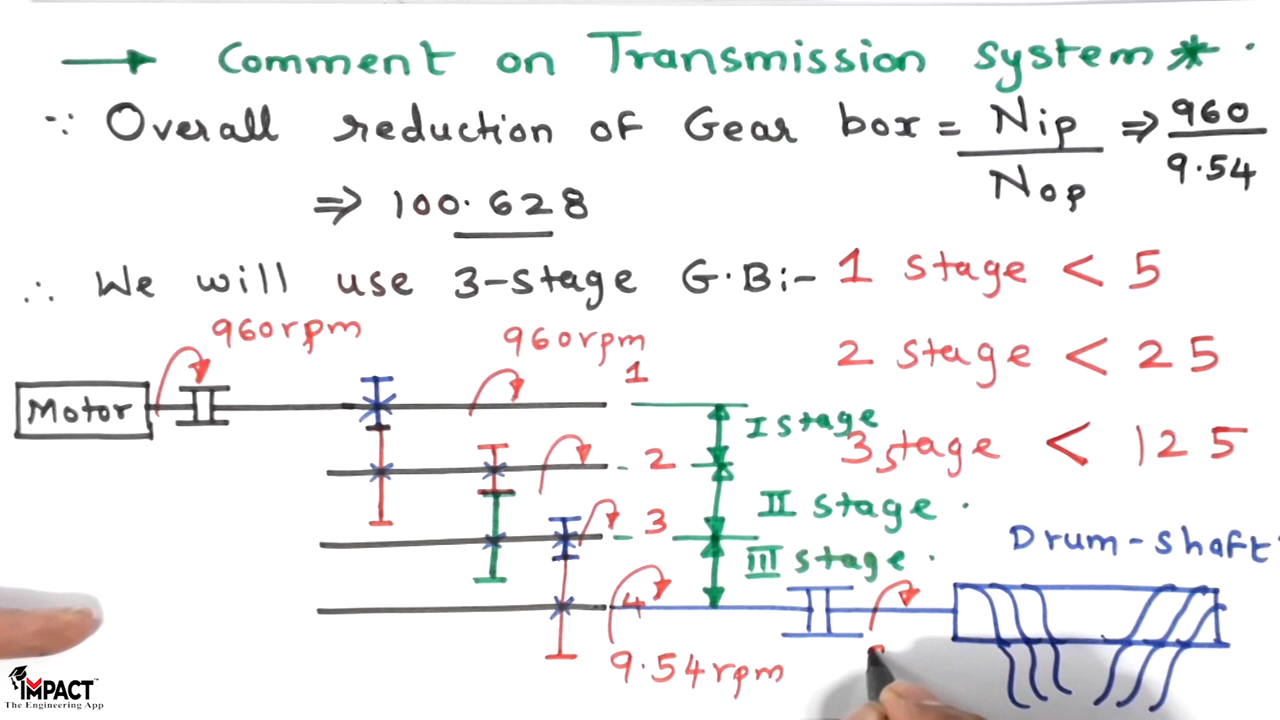 → Comment on Transmission system * .
∵ Overall reduction of Gear box = Nip / Nop ⇒ 960 / 9.54
⇒ 100.628
∴ We will use 3-stage G.B:- 1 stage < 5
960rpm 960rpm 2 stage < 25
Motor 1 I stage 3 stage < 125
2 II stage .
3 III stage . Drum-shaft .
4
9.54rpm
IMPACT
The Engineering App